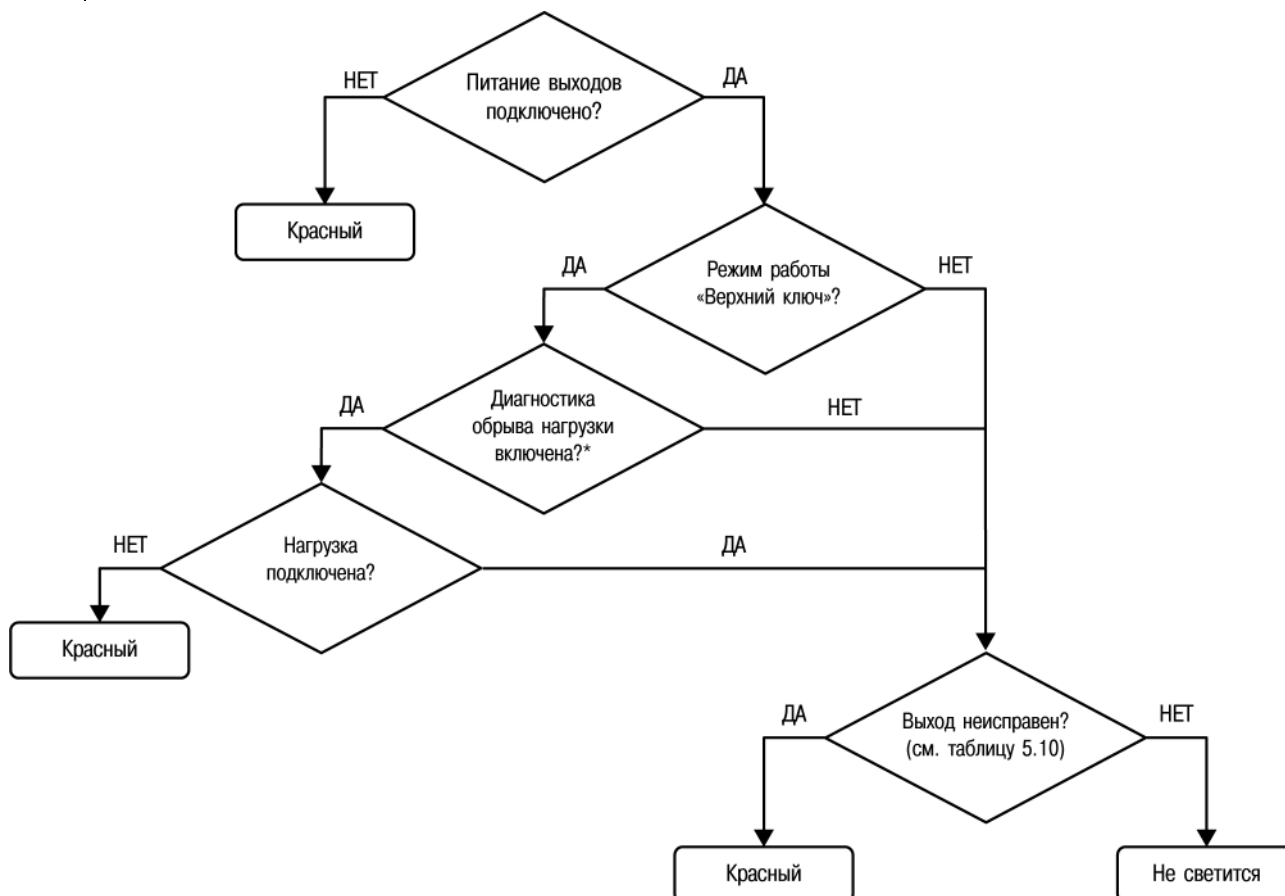 НЕТ
Питание выходов
подключено?
ДА
Красный
ДА
Режим работы
«Верхний ключ»?
НЕТ
ДА
Диагностика
обрыва нагрузки
включена?*
НЕТ
НЕТ
Нагрузка
подключена?
ДА
Красный
ДА
Выход неисправен?
(см. таблицу 5.10)
НЕТ
Красный
Не светится